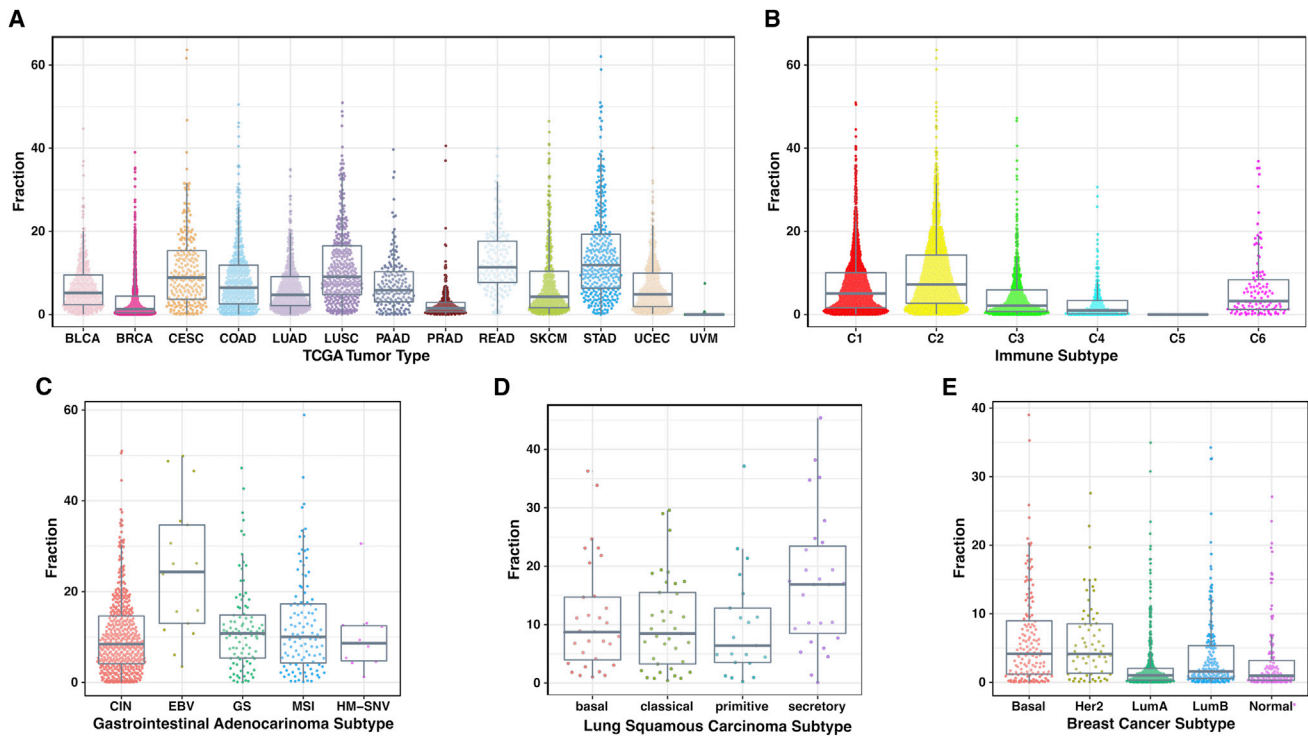 A
60
40
20
0
Fraction
BLCA BRCA CESC COAD LUAD LUSC PAAD PRAD READ SKCM STAD UCEC UVM
TCGA Tumor Type
B
60
40
20
0
Fraction
C1 C2 C3 C4 C5 C6
Immune Subtype
C
60
40
20
0
Fraction
CIN EBV GS MSI HM-SNV
Gastrointestinal Adenocarinoma Subtype
D
40
30
20
10
0
Fraction
basal classical primitive secretory
Lung Squamous Carcinoma Subtype
E
40
30
20
10
0
Fraction
Basal Her2 LumA LumB Normal*
Breast Cancer Subtype